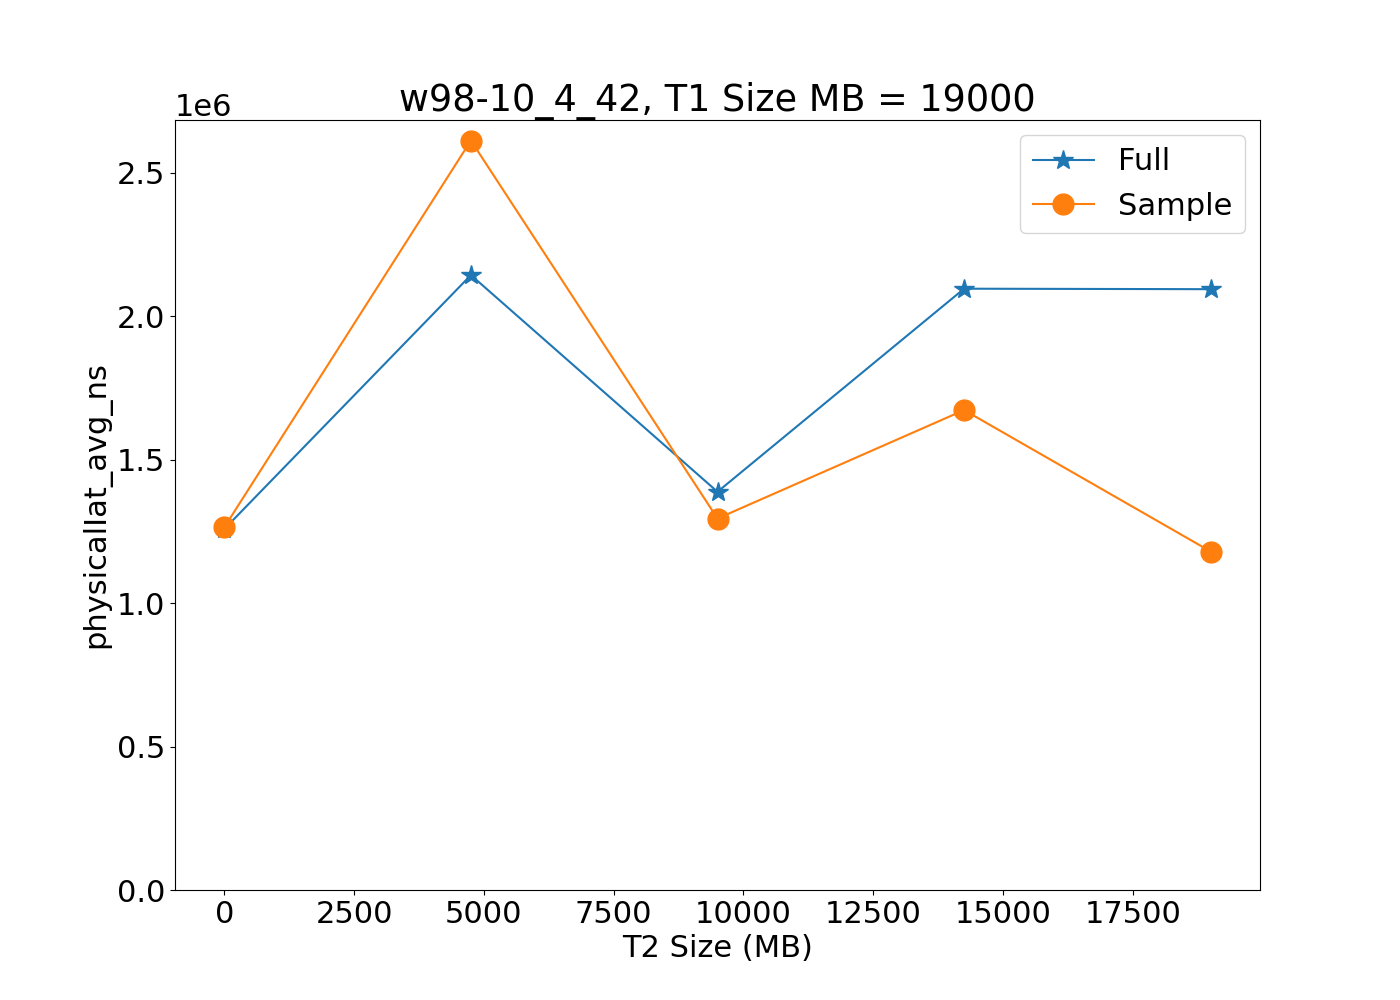 w98-10_4_42, T1 Size MB = 19000
1e6
Full
Sample
2.5
2.0
1.5
1.0
0.5
0.0
physicallat_avg_ns
0 2500 5000 7500 10000 12500 15000 17500
T2 Size (MB)